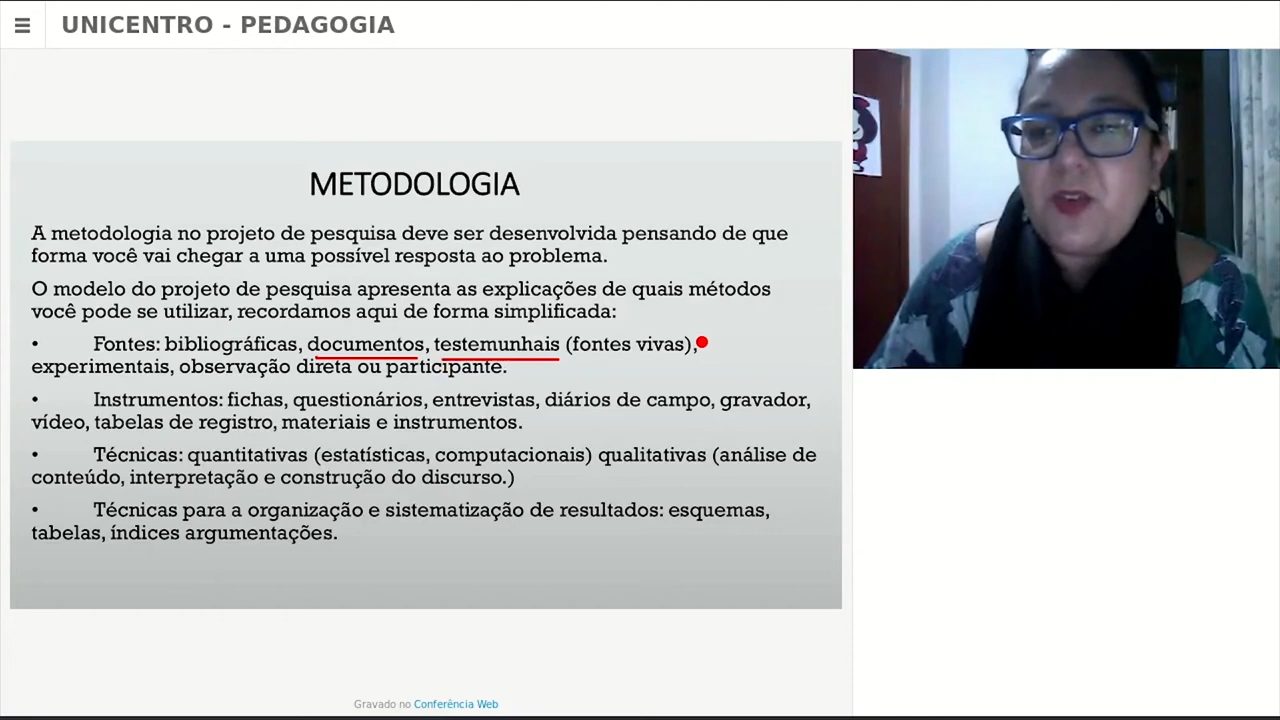 UNICENTRO - PEDAGOGIA
METODOLOGIA
A metodologia no projeto de pesquisa deve ser desenvolvida pensando de que
forma você vai chegar a uma possível resposta ao problema.
O modelo do projeto de pesquisa apresenta as explicações de quais métodos
você pode se utilizar, recordamos aqui de forma simplificada:
• Fontes: bibliográficas, documentos, testemunhais (fontes vivas),
experimentais, observação direta ou participante.
• Instrumentos: fichas, questionários, entrevistas, diários de campo, gravador,
vídeo, tabelas de registro, materiais e instrumentos.
• Técnicas: quantitativas (estatísticas, computacionais) qualitativas (análise de
conteúdo, interpretação e construção do discurso.)
• Técnicas para a organização e sistematização de resultados: esquemas,
tabelas, índices argumentações.
Gravado no Conferência Web